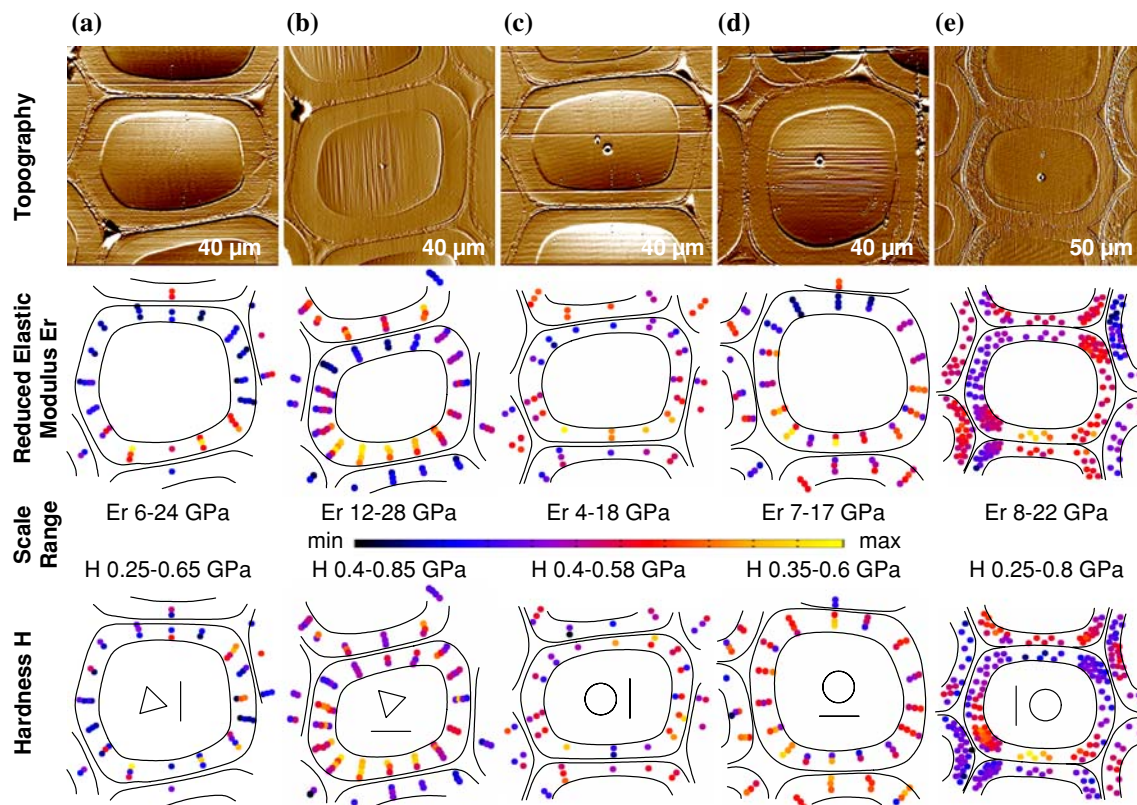 (a) (b) (c) (d) (e)
Topography
40 µm 40 µm 40 µm 40 µm 50 µm
Reduced Elastic
Modulus Er
Scale
Range
Er 6-24 GPa Er 12-28 GPa Er 4-18 GPa Er 7-17 GPa Er 8-22 GPa
min max
H 0.25-0.65 GPa H 0.4-0.85 GPa H 0.4-0.58 GPa H 0.35-0.6 GPa H 0.25-0.8 GPa
Hardness H